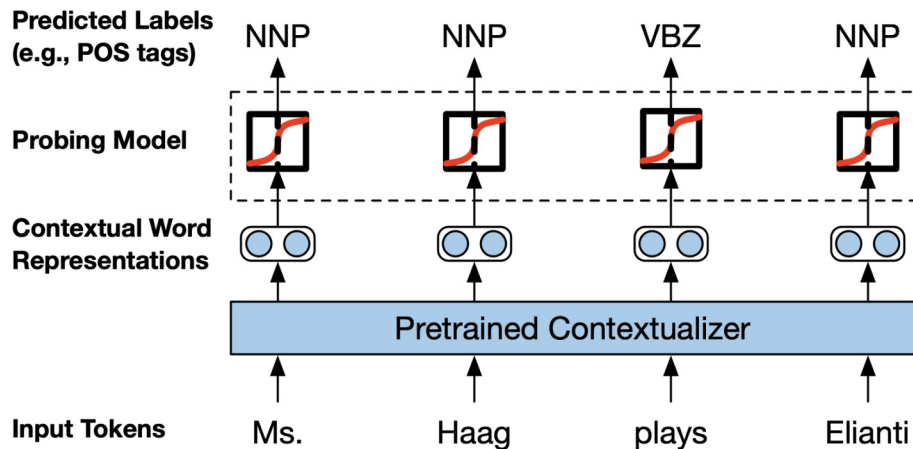 Predicted Labels
(e.g., POS tags)
NNP NNP VBZ NNP
Probing Model
Contextual Word
Representations
Pretrained Contextualizer
Input Tokens
Ms. Haag plays Elianti